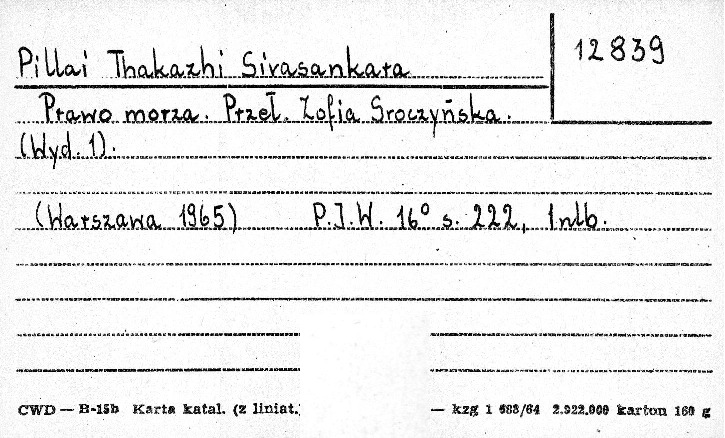 12839
Pillai Thakazhi Sivasankara
Prawo morza. Przeł. Zofia Sroczyńska.
(Wyd. 1).
(Warszawa 1965) P.I.W. 16° s. 222, 1nlb.
CWD — B-15b Karta katal. (z liniat.) — kzg 1 683/64 2.922.000 karton 160 g